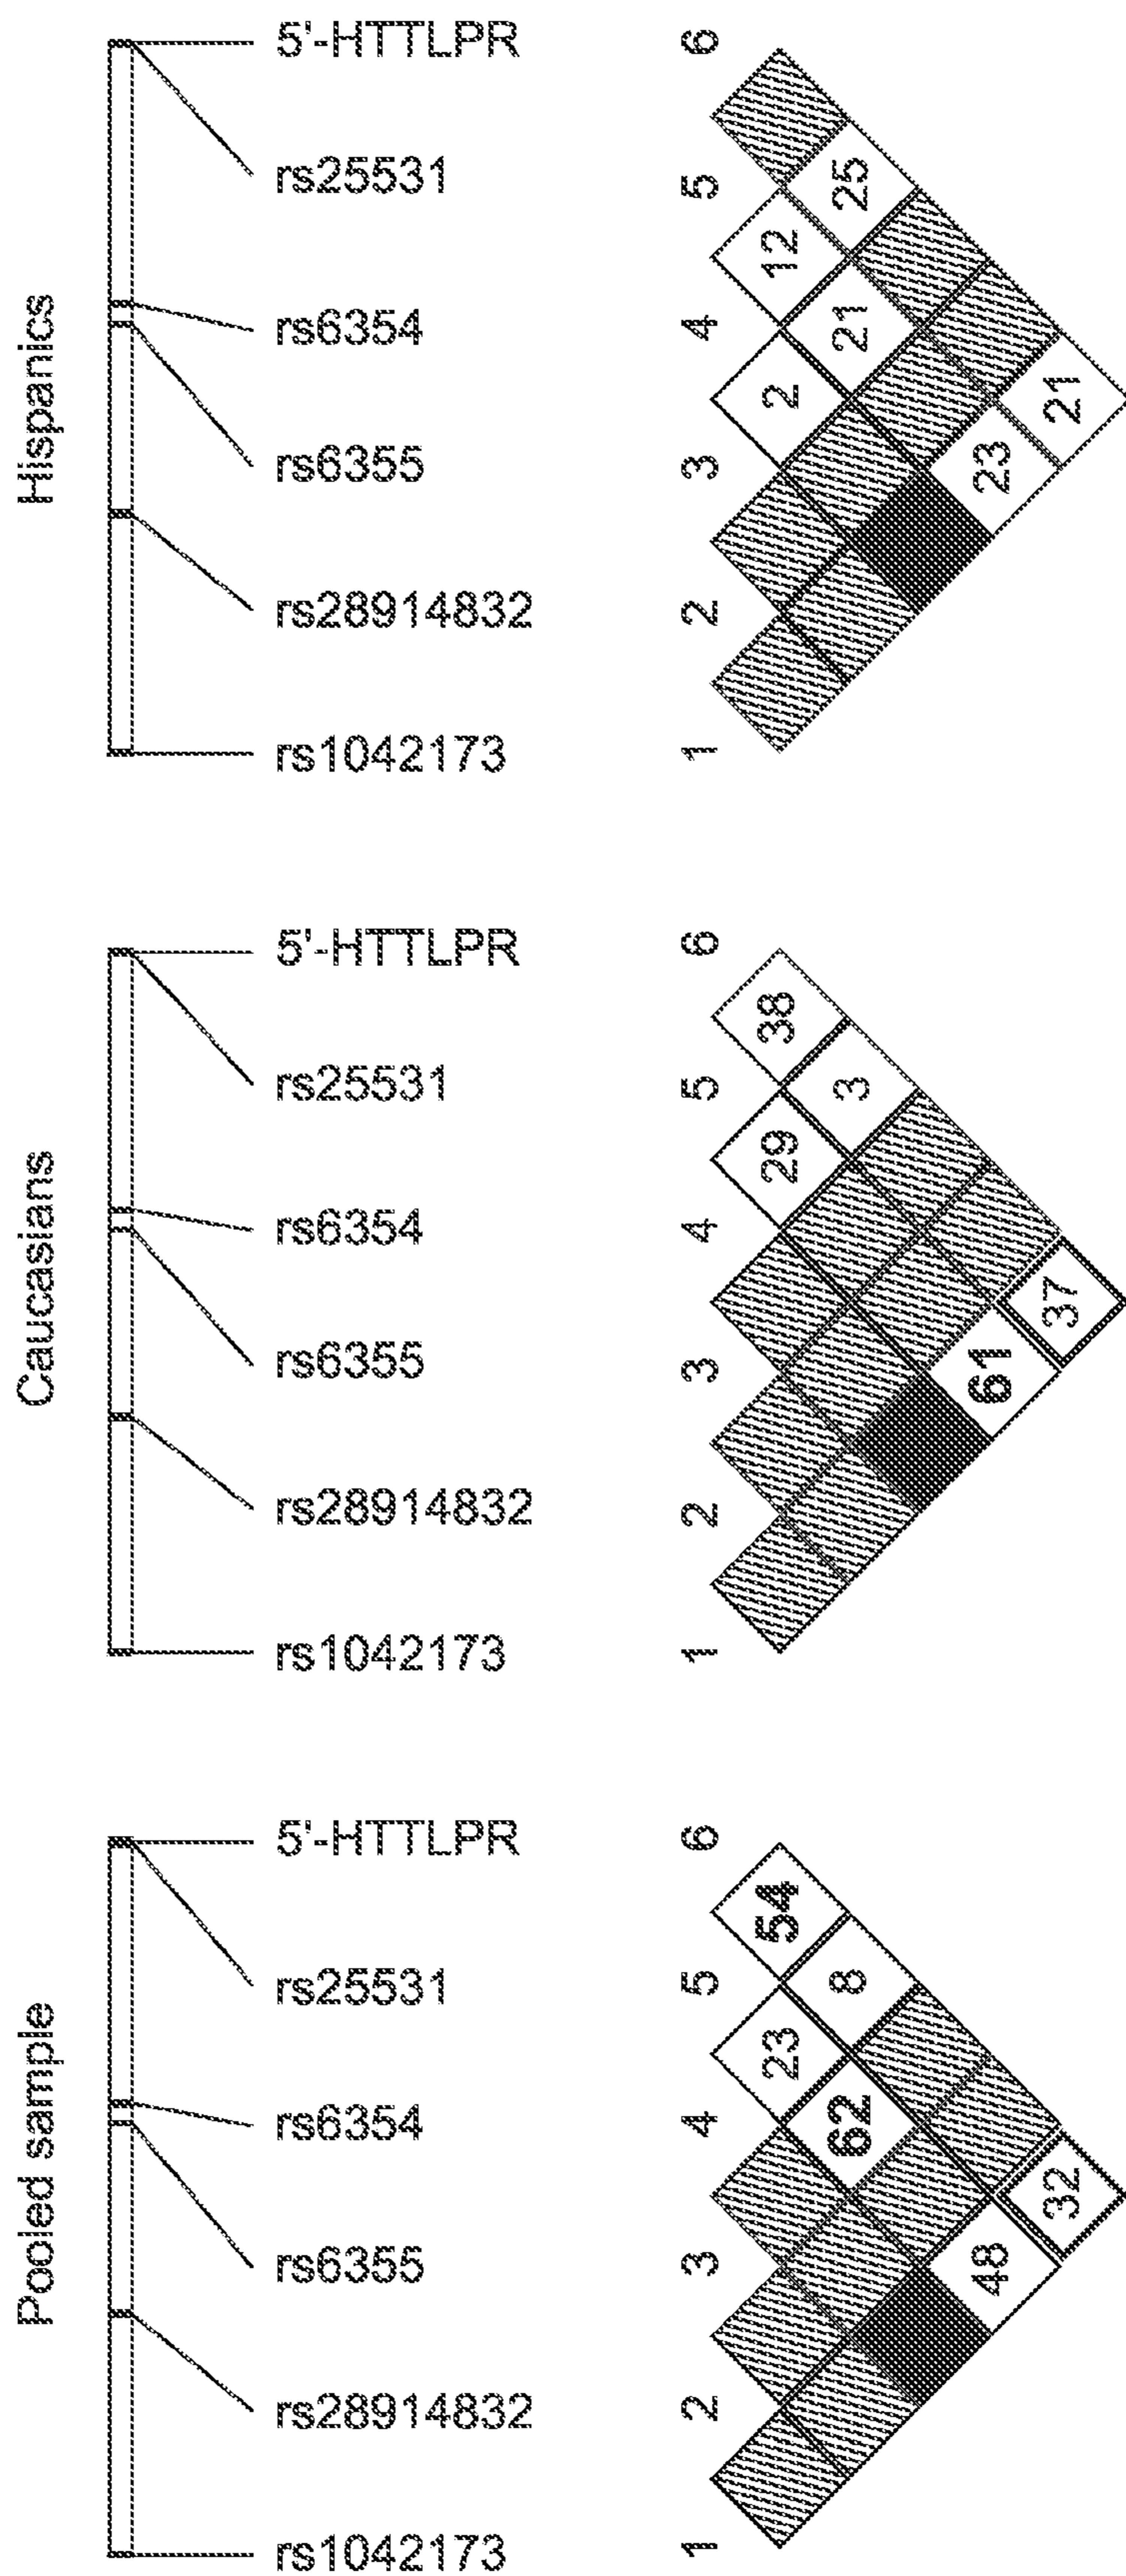 Pooled sample
rs1042173
rs28914832
rs6355
rs6354
rs25531
5'-HTTLPR
1 2 3 4 5 6
23 54
62 8
48
32
Caucasians
rs1042173
rs28914832
rs6355
rs6354
rs25531
5'-HTTLPR
1 2 3 4 5 6
29 38
3
61
37
Hispanics
rs1042173
rs28914832
rs6355
rs6354
rs25531
5'-HTTLPR
1 2 3 4 5 6
2 12
21 25
23
21